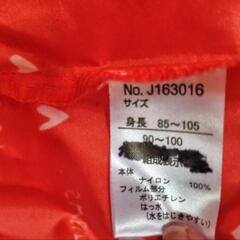 No. J163016
サイズ
身長 85～105
90～100
組成表示
本体
ナイロン 100%
フィルム部分
ポリエチレン
はっ水
(水をはじきやすい)